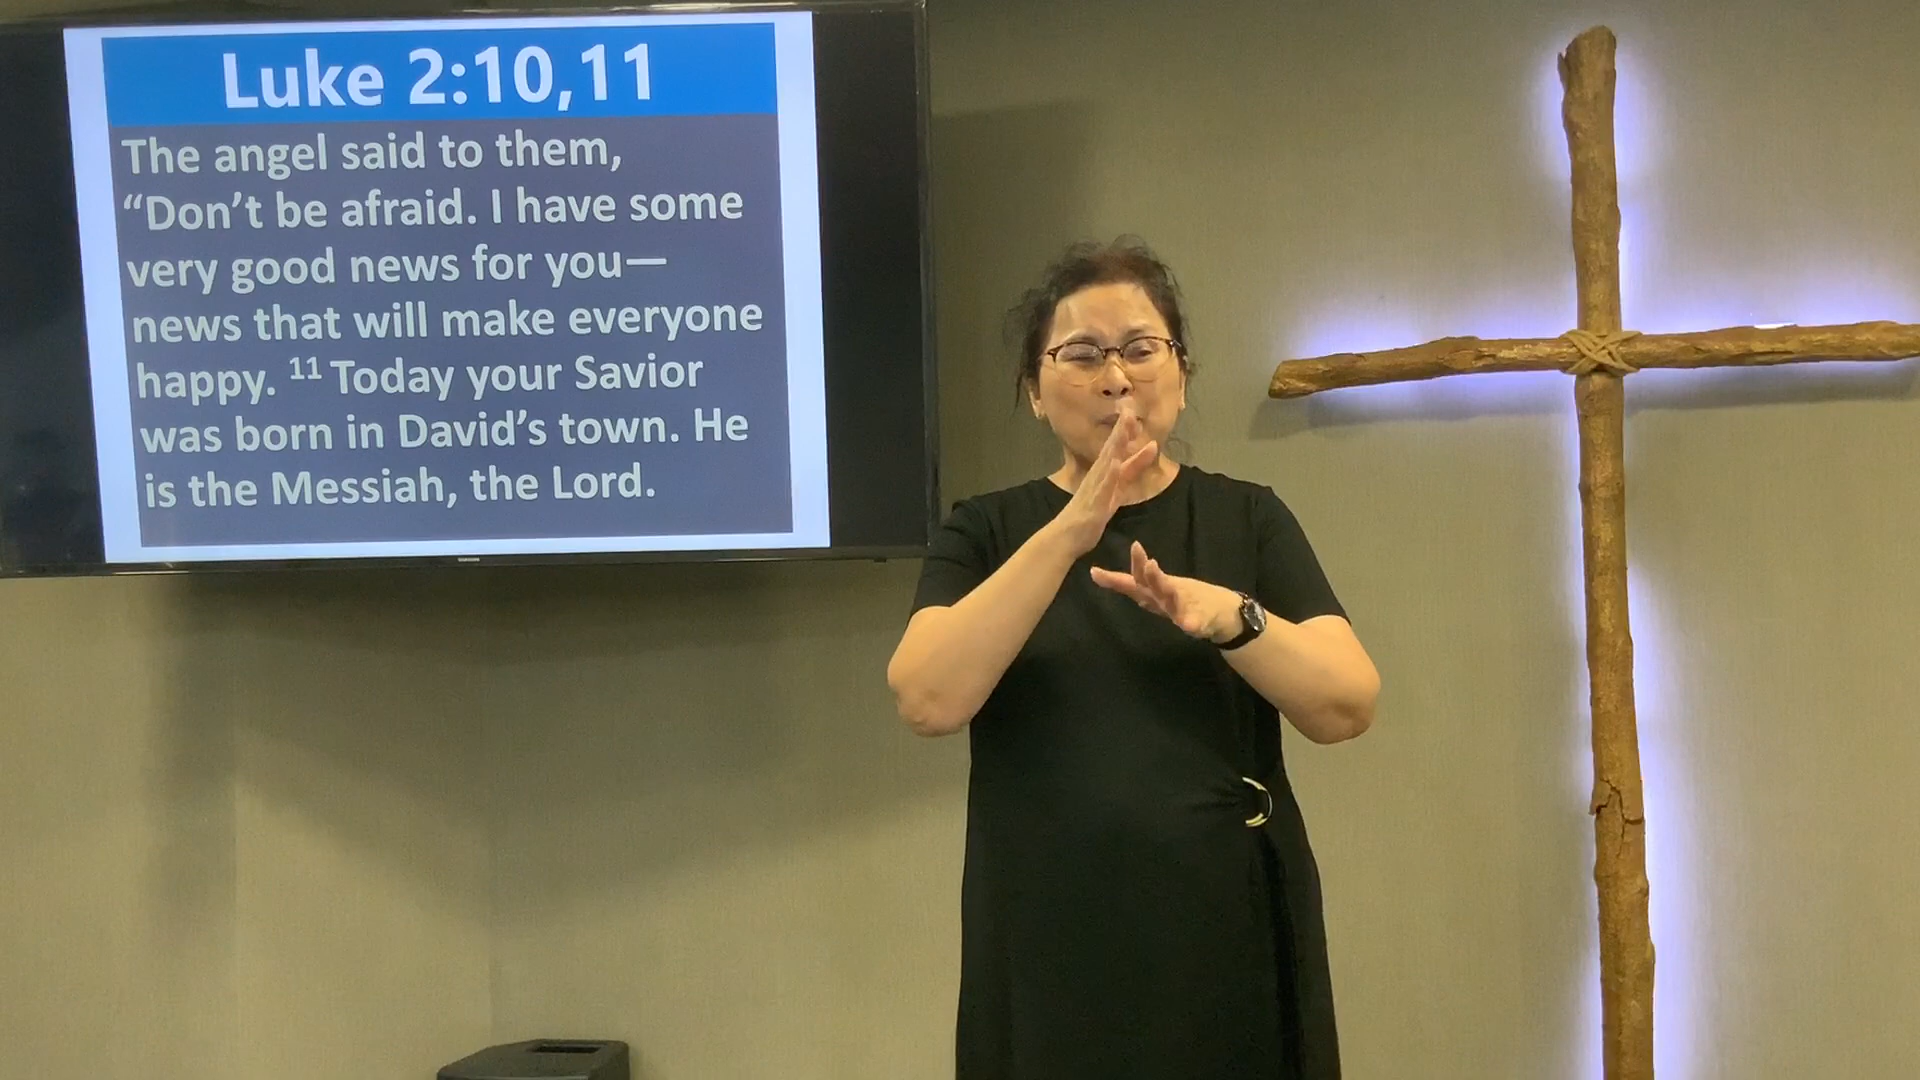 Luke 2:10,11
The angel said to them,
“Don’t be afraid. I have some
very good news for you—
news that will make everyone
happy. ¹¹ Today your Savior
was born in David’s town. He
is the Messiah, the Lord.